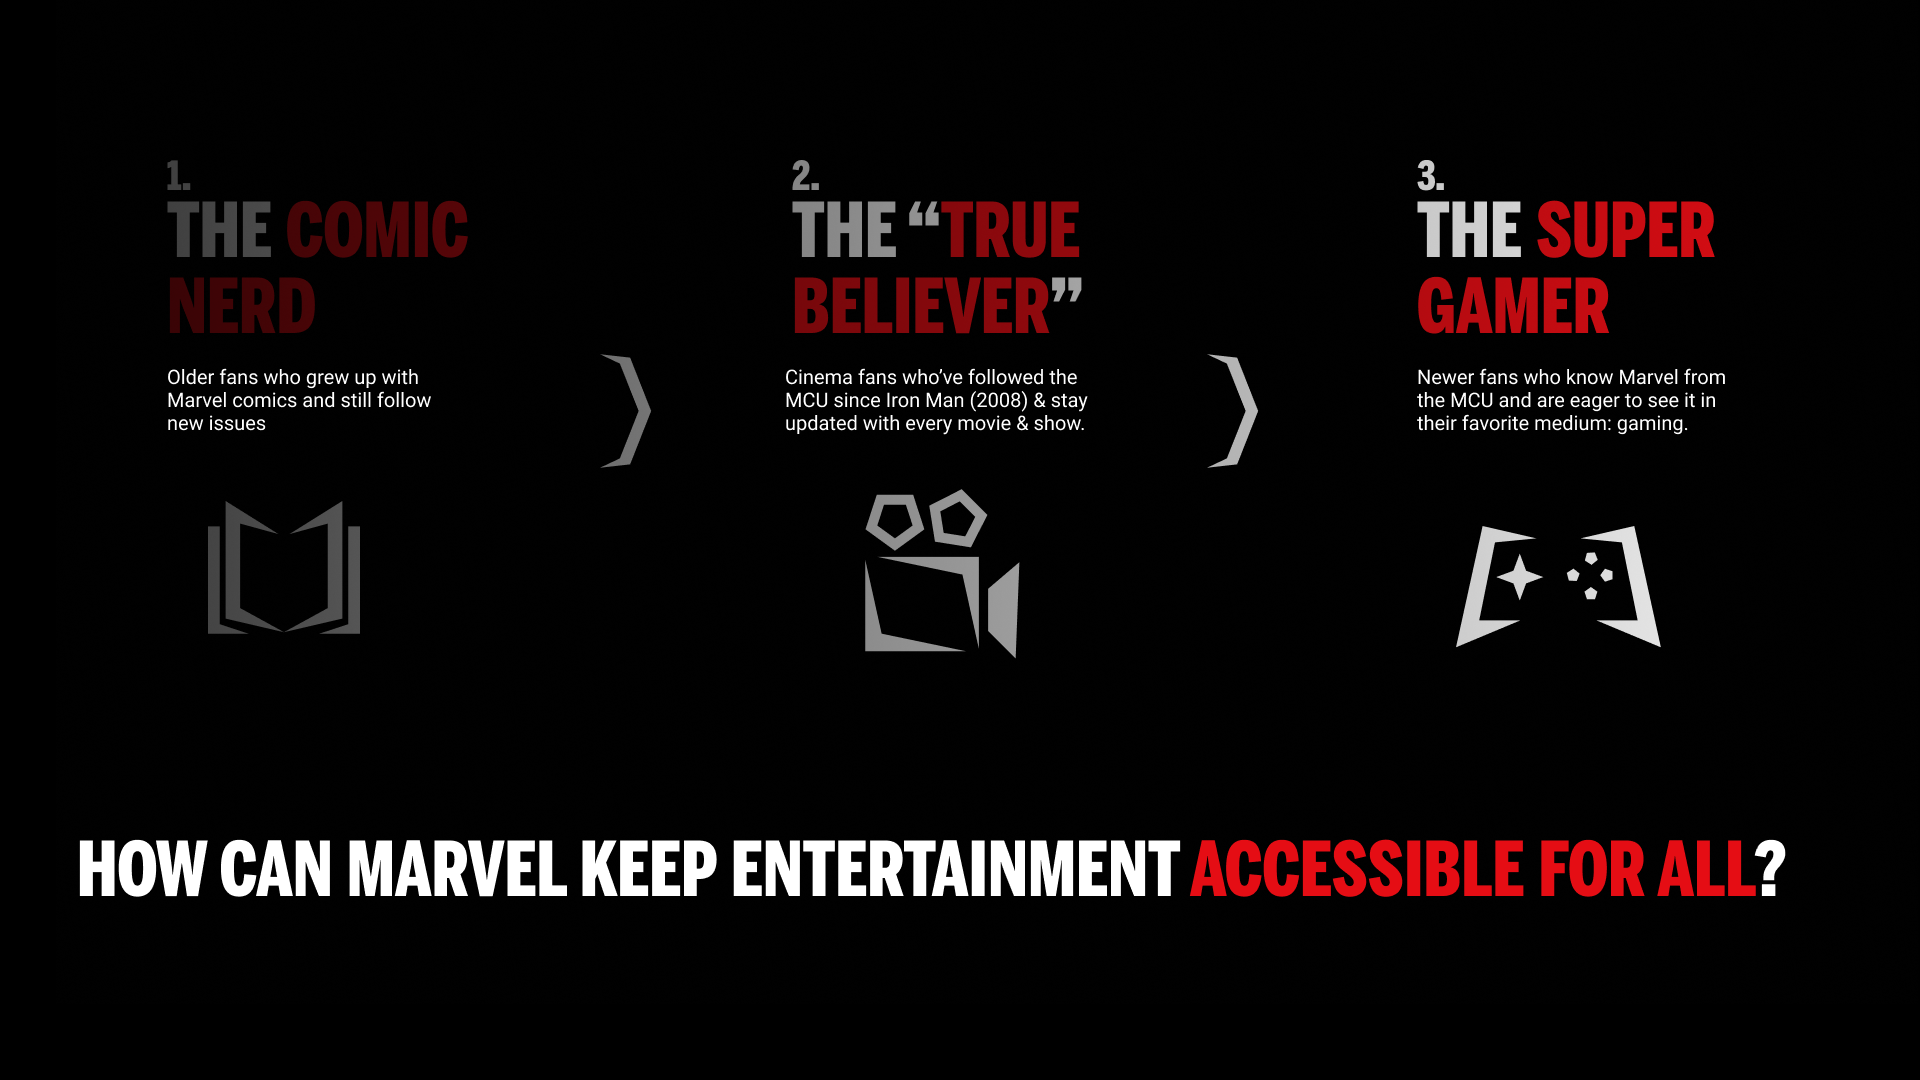 1.
THE COMIC
NERD
Older fans who grew up with
Marvel comics and still follow
new issues
2.
THE “TRUE
BELIEVER”
Cinema fans who’ve followed the
MCU since Iron Man (2008) & stay
updated with every movie & show.
3.
THE SUPER
GAMER
Newer fans who know Marvel from
the MCU and are eager to see it in
their favorite medium: gaming.
HOW CAN MARVEL KEEP ENTERTAINMENT ACCESSIBLE FOR ALL?